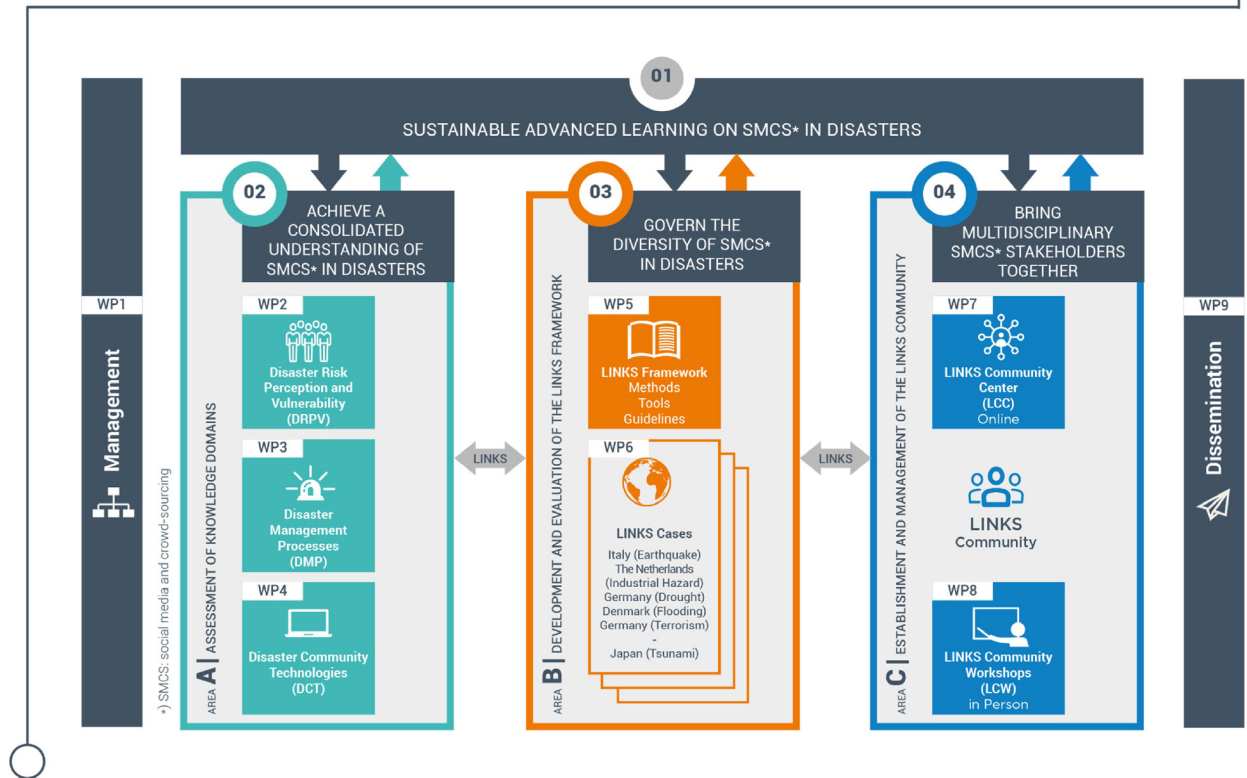 01
SUSTAINABLE ADVANCED LEARNING ON SMCS* IN DISASTERS
WP1
Management
*) SMCS: social media and crowd-sourcing
02
ACHIEVE A
CONSOLIDATED
UNDERSTANDING OF
SMCS* IN DISASTERS
AREA A | ASSESSMENT OF KNOWLEDGE DOMAINS
WP2
Disaster Risk
Perception and
Vulnerability
(DRPV)
WP3
Disaster
Management
Processes
(DMP)
WP4
Disaster Community
Technologies
(DCT)
LINKS
03
GOVERN THE
DIVERSITY OF SMCS*
IN DISASTERS
AREA B | DEVELOPMENT AND EVALUATION OF THE LINKS FRAMEWORK
WP5
LINKS Framework
Methods
Tools
Guidelines
WP6
LINKS Cases
Italy (Earthquake)
The Netherlands
(Industrial Hazard)
Germany (Drought)
Denmark (Flooding)
Germany (Terrorism)
-
Japan (Tsunami)
LINKS
04
BRING
MULTIDISCIPLINARY
SMCS* STAKEHOLDERS
TOGETHER
AREA C | ESTABLISHMENT AND MANAGEMENT OF THE LINKS COMMUNITY
WP7
LINKS Community
Center
(LCC)
Online
LINKS
Community
WP8
LINKS Community
Workshops
(LCW)
in Person
WP9
Dissemination